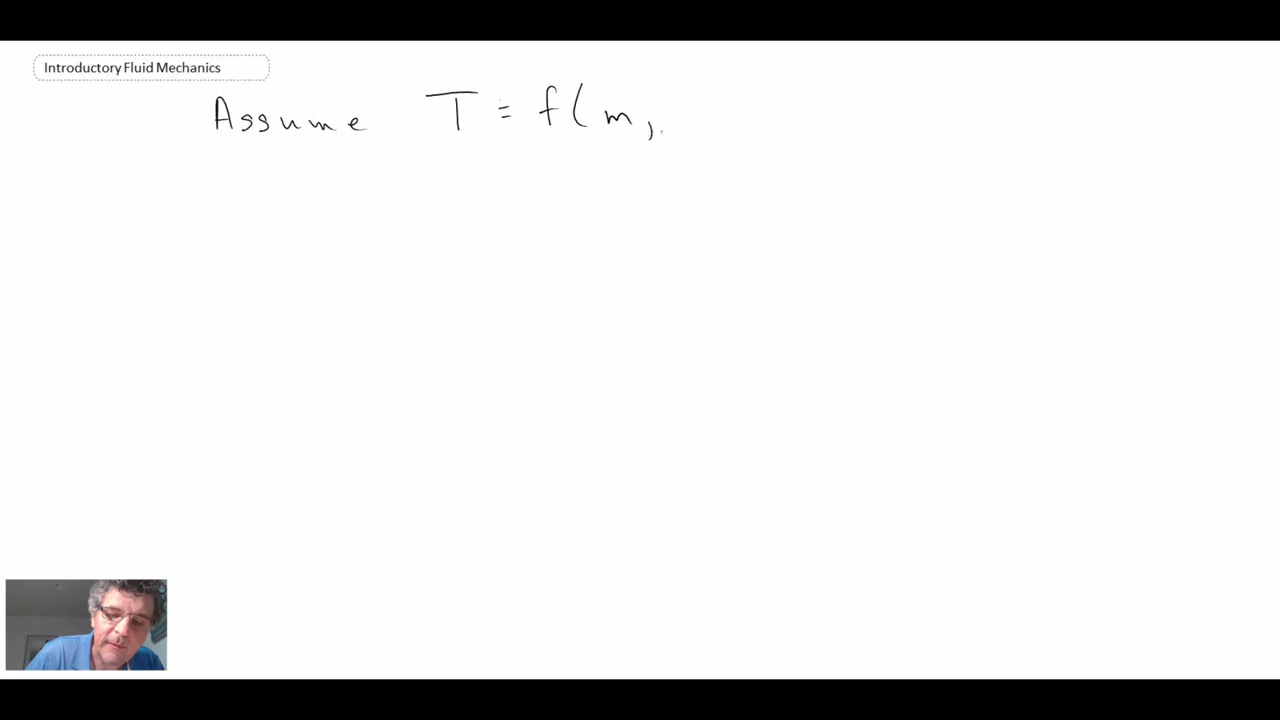 Introductory Fluid Mechanics
Assume T = f( m,